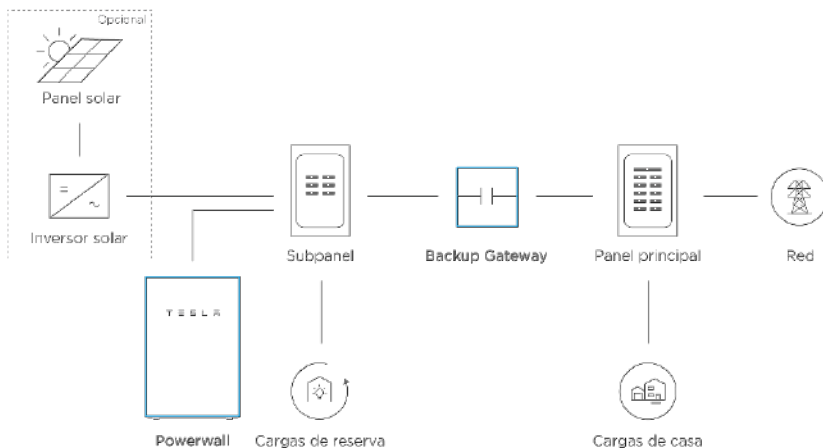 Opcional
Panel solar
Inversor solar
Subpanel
Backup Gateway
Panel principal
Red
TESLA
Powerwall
Cargas de reserva
Cargas de casa